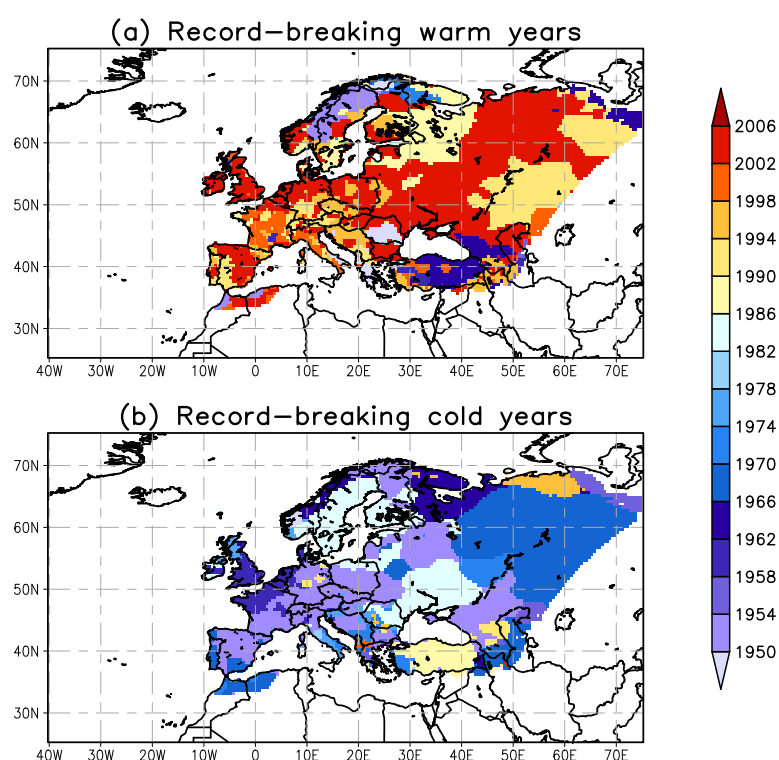 (a) Record-breaking warm years
70N
60N
50N
40N
30N
40W 30W 20W 10W 0 10E 20E 30E 40E 50E 60E 70E
(b) Record-breaking cold years
70N
60N
50N
40N
30N
40W 30W 20W 10W 0 10E 20E 30E 40E 50E 60E 70E
2006
2002
1998
1994
1990
1986
1982
1978
1974
1970
1966
1962
1958
1954
1950